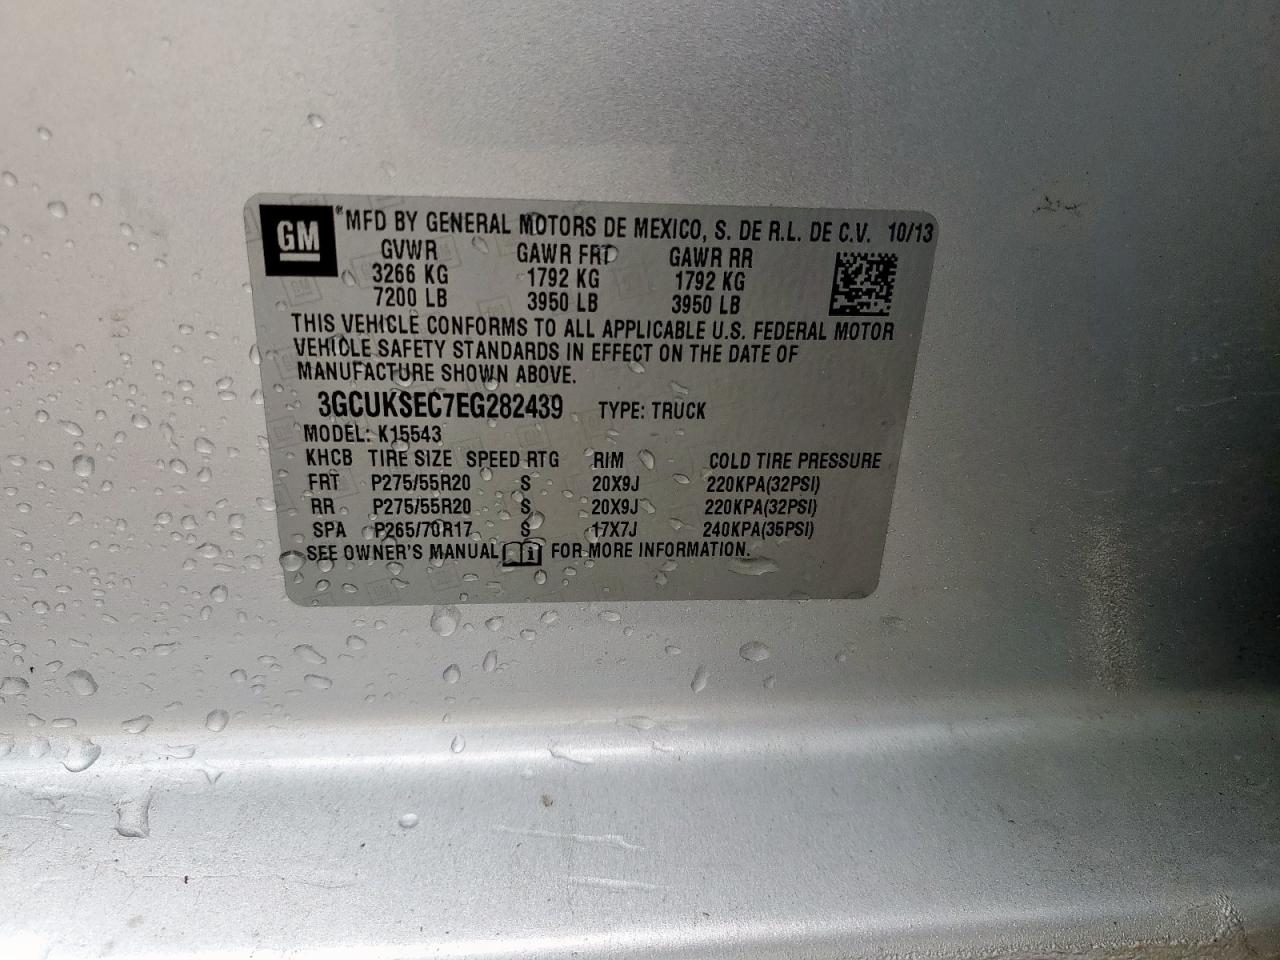 GM ® MFD BY GENERAL MOTORS DE MEXICO, S. DE R.L. DE C.V. 10/13
GVWR GAWR FRT GAWR RR
3266 KG 1792 KG 1792 KG
7200 LB 3950 LB 3950 LB
THIS VEHICLE CONFORMS TO ALL APPLICABLE U.S. FEDERAL MOTOR
VEHICLE SAFETY STANDARDS IN EFFECT ON THE DATE OF
MANUFACTURE SHOWN ABOVE.
3GCUKSEC7EG282439 TYPE: TRUCK
MODEL: K15543
KHCB TIRE SIZE SPEED RTG RIM COLD TIRE PRESSURE
FRT P275/55R20 S 20X9J 220KPA(32PSI)
RR P275/55R20 S 20X9J 220KPA(32PSI)
SPA P265/70R17 S 17X7J 240KPA(35PSI)
SEE OWNER'S MANUAL i FOR MORE INFORMATION.